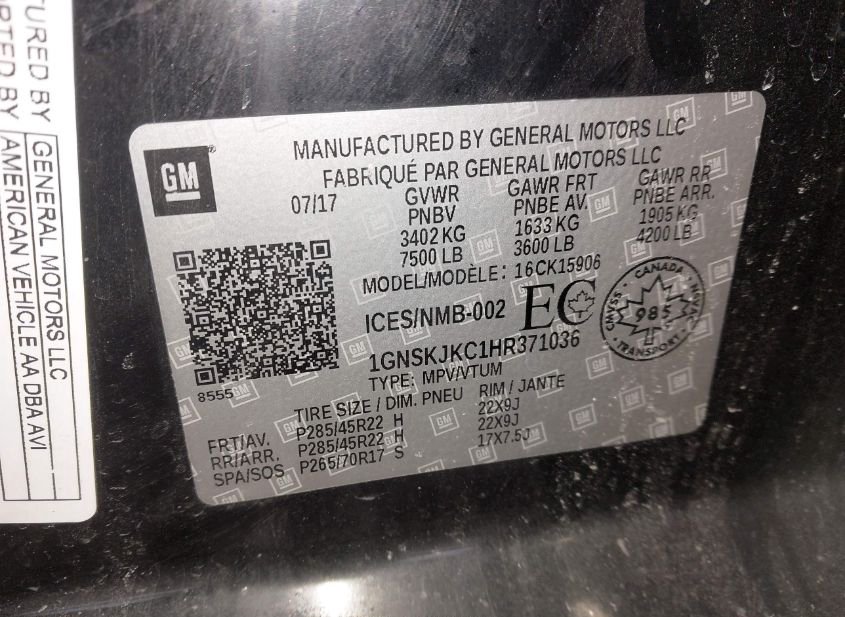 TURED BY
PORTED BY
GENERAL MOTORS LLC
AMERICAN VEHICLE AA DBA AVI
GM
MANUFACTURED BY GENERAL MOTORS LLC
FABRIQUÉ PAR GENERAL MOTORS LLC
07/17 GVWR GAWR FRT GAWR RR
PNBV PNBE AV. PNBE ARR.
3402 KG 1633 KG 1905 KG
7500 LB 3600 LB 4200 LB
MODEL/MODÈLE: 16CK15906
ICES/NMB-002 EC
CANADA
CMVSS 985 NSVAC
TRANSPORT
1GNSKJKC1HR371036
8555 TYPE: MPV/VTUM
TIRE SIZE / DIM. PNEU RIM / JANTE
FRT/AV. P285/45R22 H 22X9J
RR/ARR. P285/45R22 H 22X9J
SPA/SOS P265/70R17 S 17X7.5J